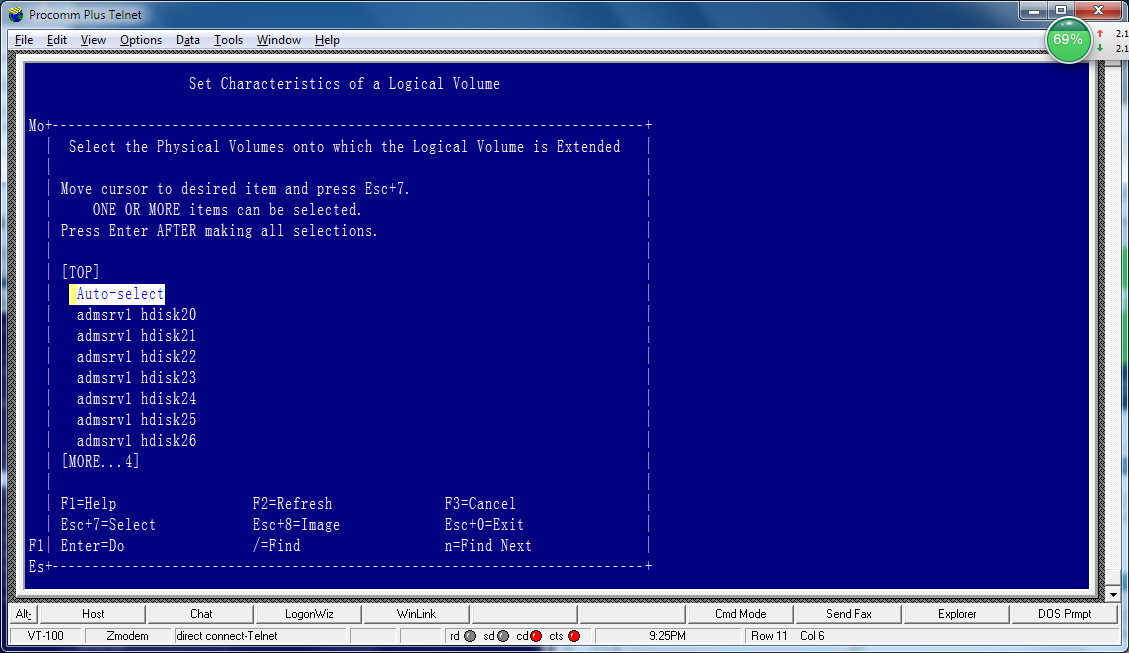 Procomm Plus Telnet
File Edit View Options Data Tools Window Help
69%
2.1
2.1
Set Characteristics of a Logical Volume
Mo+--------------------------------------------------------------------------+
| Select the Physical Volumes onto which the Logical Volume is Extended |
| Move cursor to desired item and press Esc+7. |
| ONE OR MORE items can be selected. |
| Press Enter AFTER making all selections. |
| [TOP] |
| Auto-select |
| admsrv1 hdisk20 |
| admsrv1 hdisk21 |
| admsrv1 hdisk22 |
| admsrv1 hdisk23 |
| admsrv1 hdisk24 |
| admsrv1 hdisk25 |
| admsrv1 hdisk26 |
| [MORE...4] |
| F1=Help F2=Refresh F3=Cancel |
| Esc+7=Select Esc+8=Image Esc+0=Exit |
F1| Enter=Do /=Find n=Find Next |
Es+--------------------------------------------------------------------------+
Alt- Host Chat LogonWiz WinLink Cmd Mode Send Fax Explorer DOS Prmpt
VT-100 Zmodem direct connect-Telnet rd sd cd cts 9:25PM Row 11 Col 6